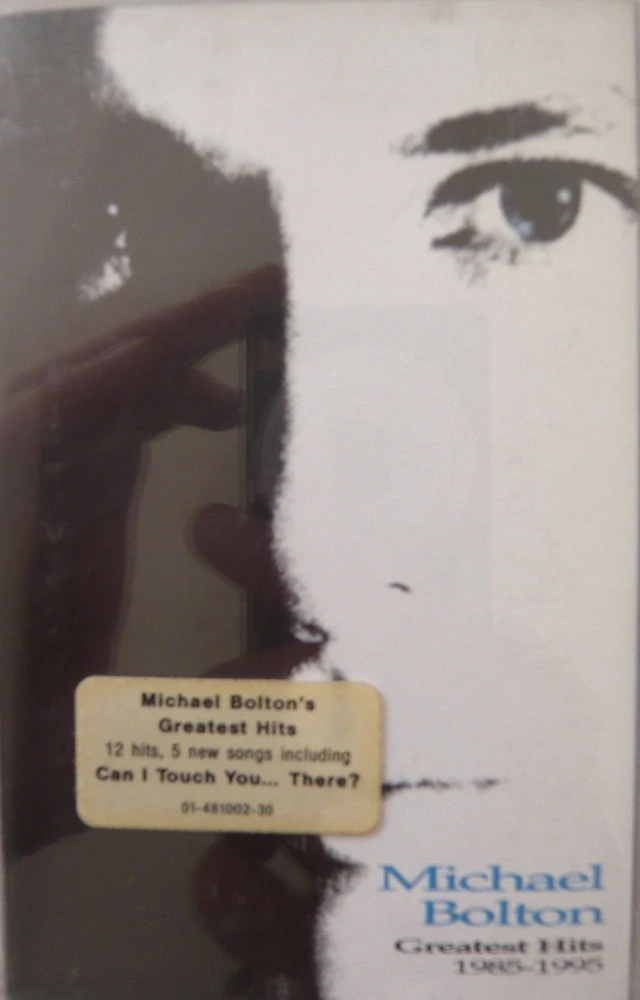 Michael Bolton's
Greatest Hits
12 hits, 5 new songs including
Can I Touch You... There?
01-481002-30
Michael
Bolton
Greatest Hits
1985-1995